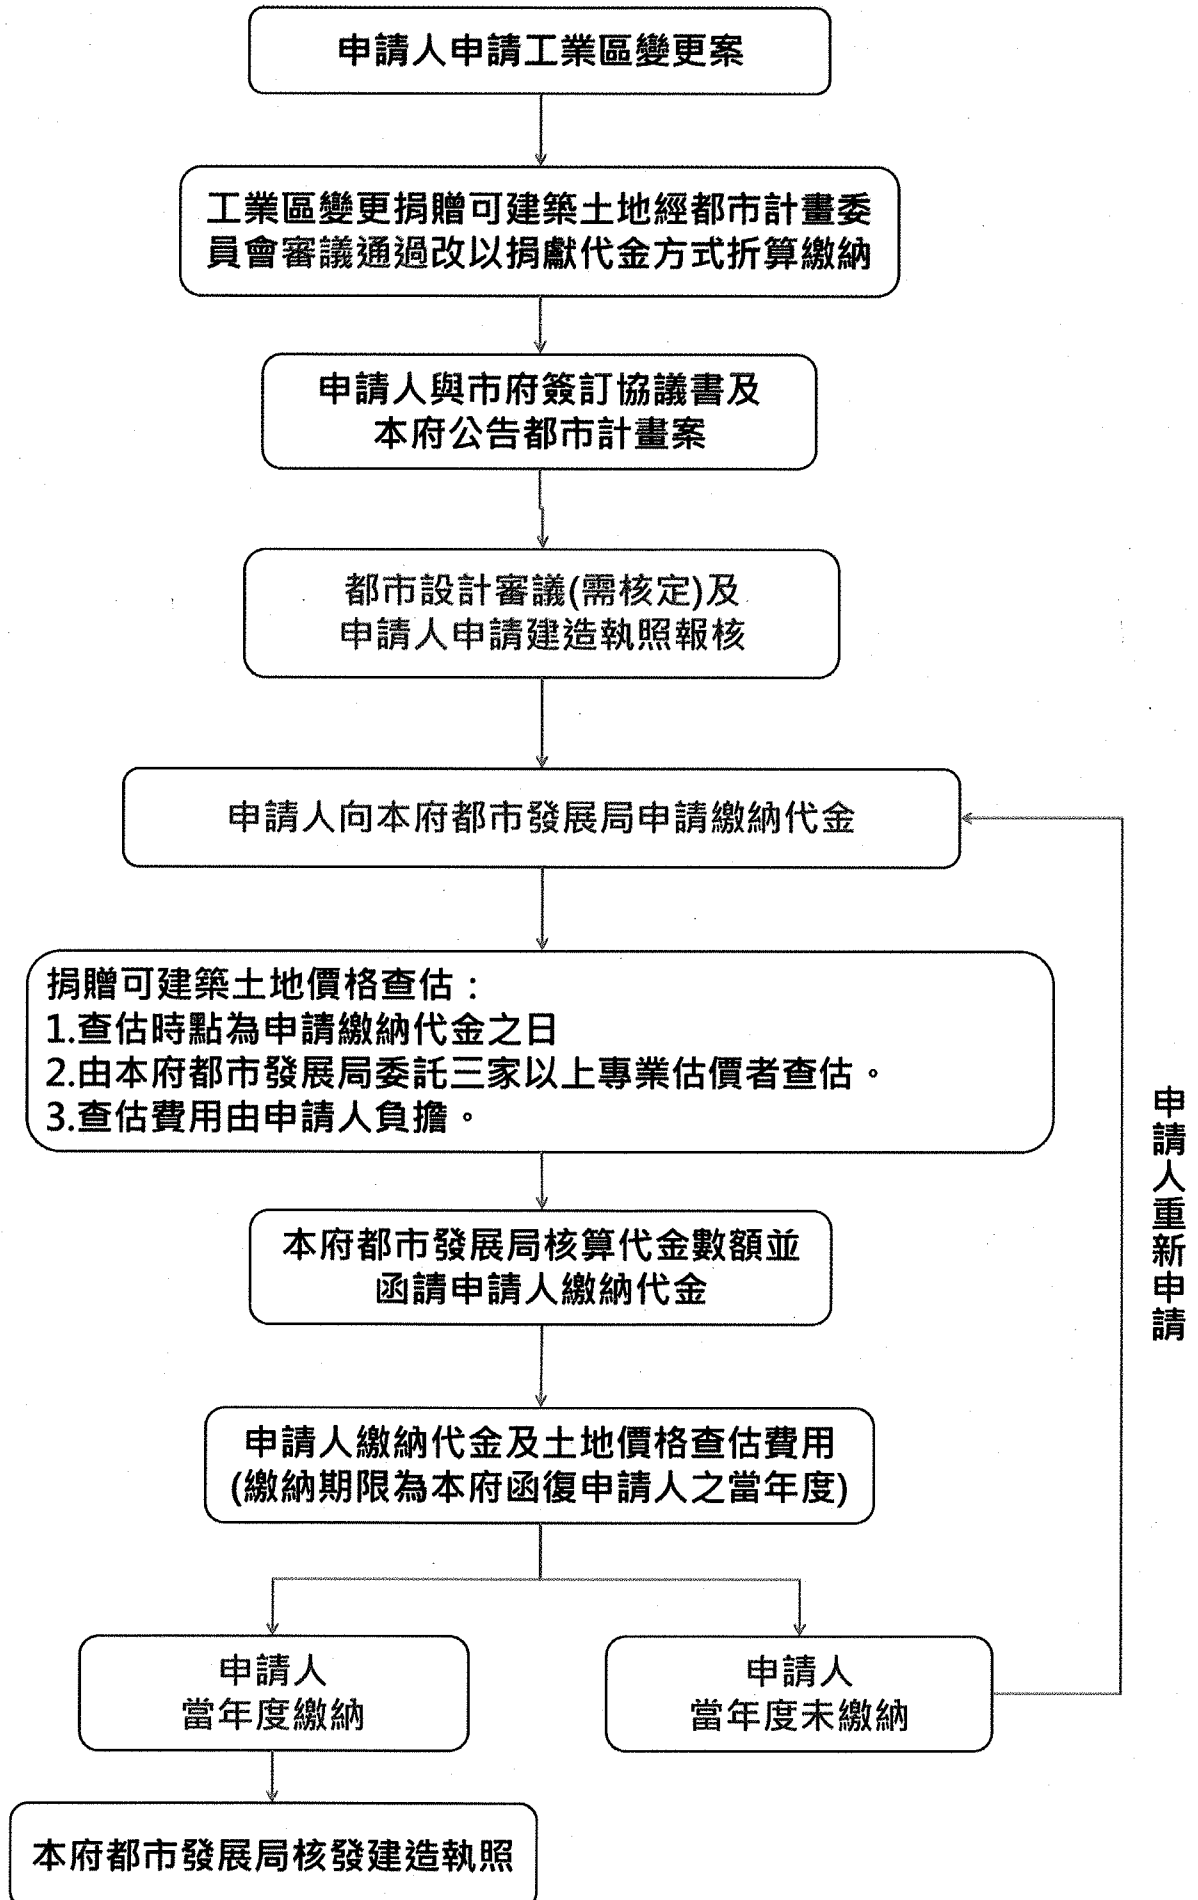 申請人申請工業區變更案
工業區變更捐贈可建築土地經都市計畫委
員會審議通過改以捐獻代金方式折算繳納
申請人與市府簽訂協議書及
本府公告都市計畫案
都市設計審議(需核定)及
申請人申請建造執照報核
申請人向本府都市發展局申請繳納代金
捐贈可建築土地價格查估：
1.查估時點為申請繳納代金之日
2.由本府都市發展局委託三家以上專業估價者查估。
3.查估費用由申請人負擔。
本府都市發展局核算代金數額並
函請申請人繳納代金
申請人繳納代金及土地價格查估費用
(繳納期限為本府函復申請人之當年度)
申請人
當年度繳納
申請人
當年度未繳納
申請人重新申請
本府都市發展局核發建造執照